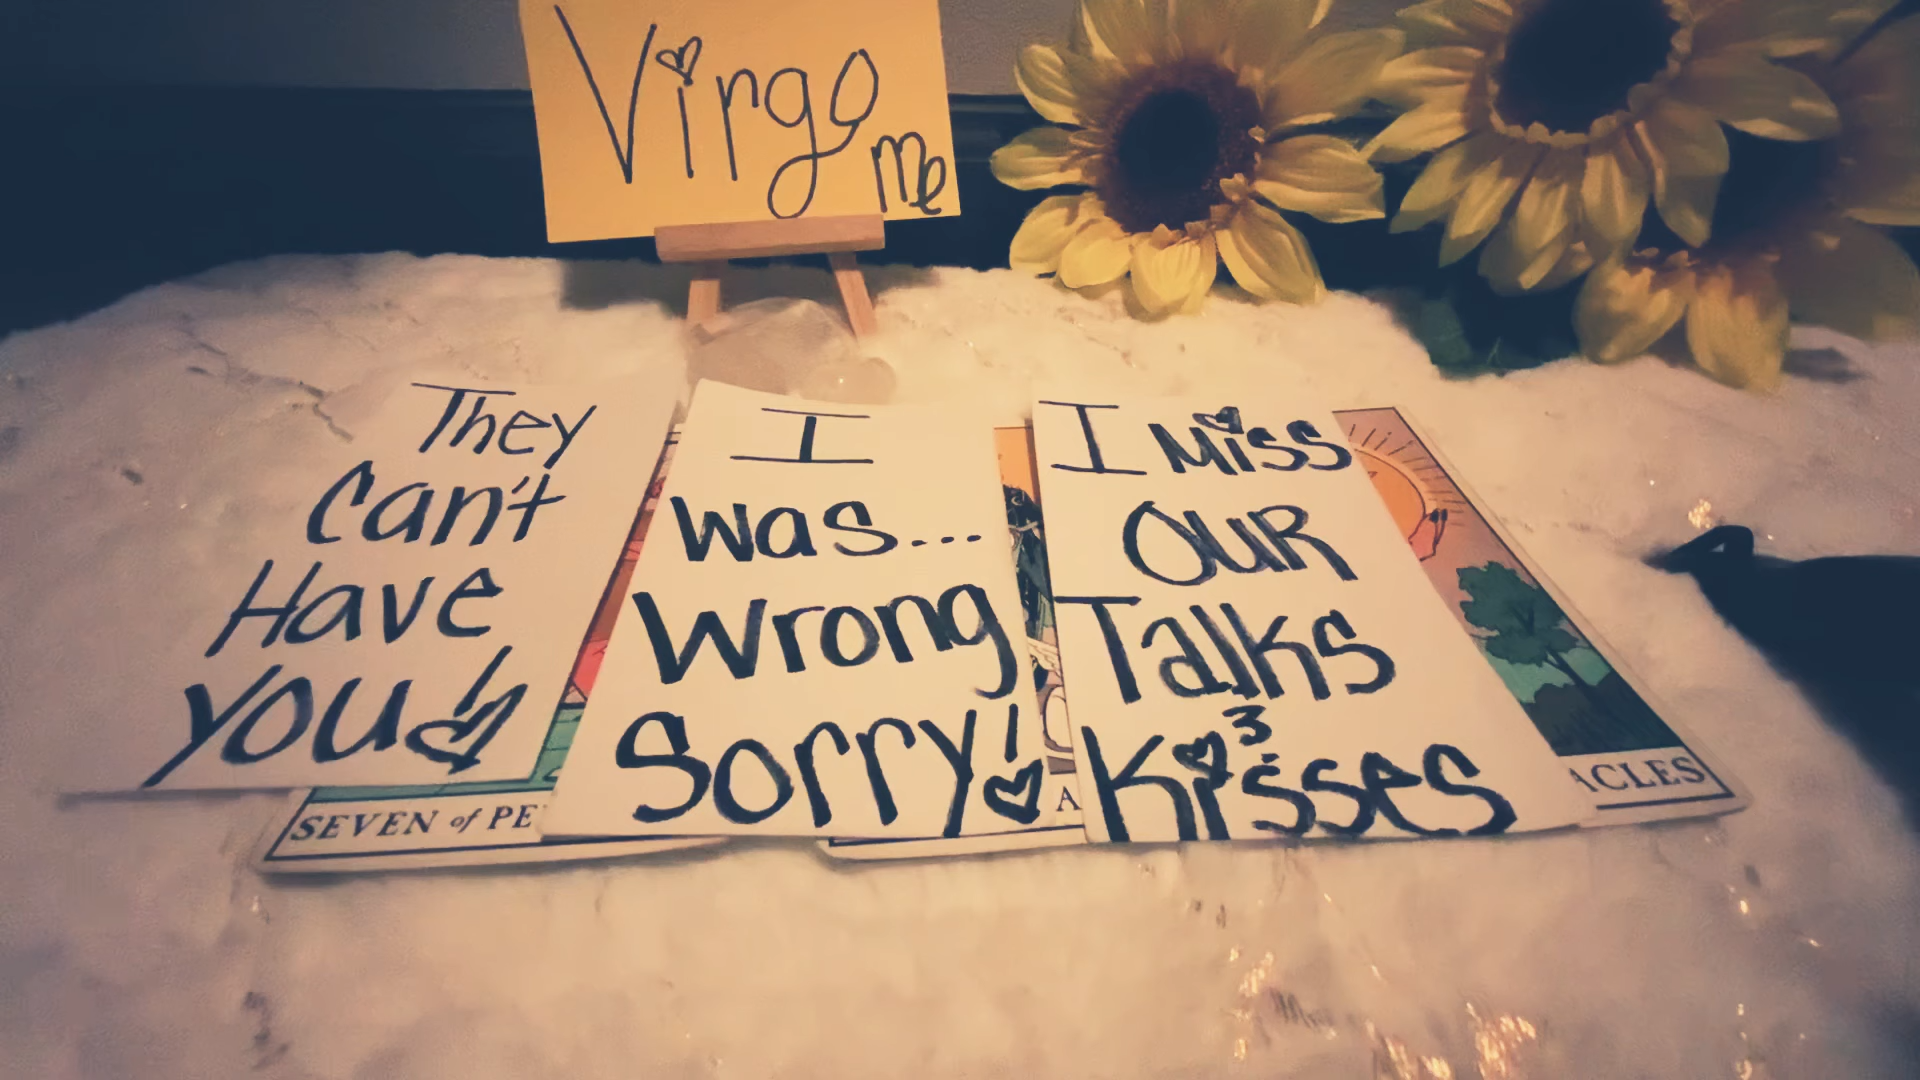 Virgo
They
Can't
Have
You!
I
was...
Wrong
Sorry!
I Miss
Our
Talks
3
Kisses
SEVEN of PE
A
ACLES